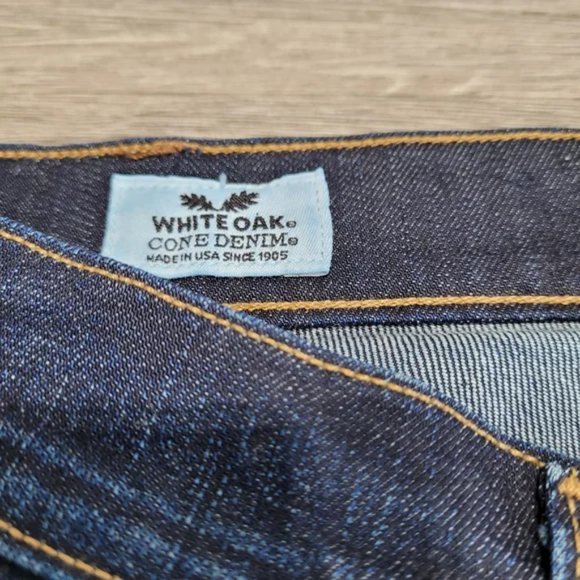 WHITE OAK®
CONE DENIM®
MADE IN USA SINCE 1905